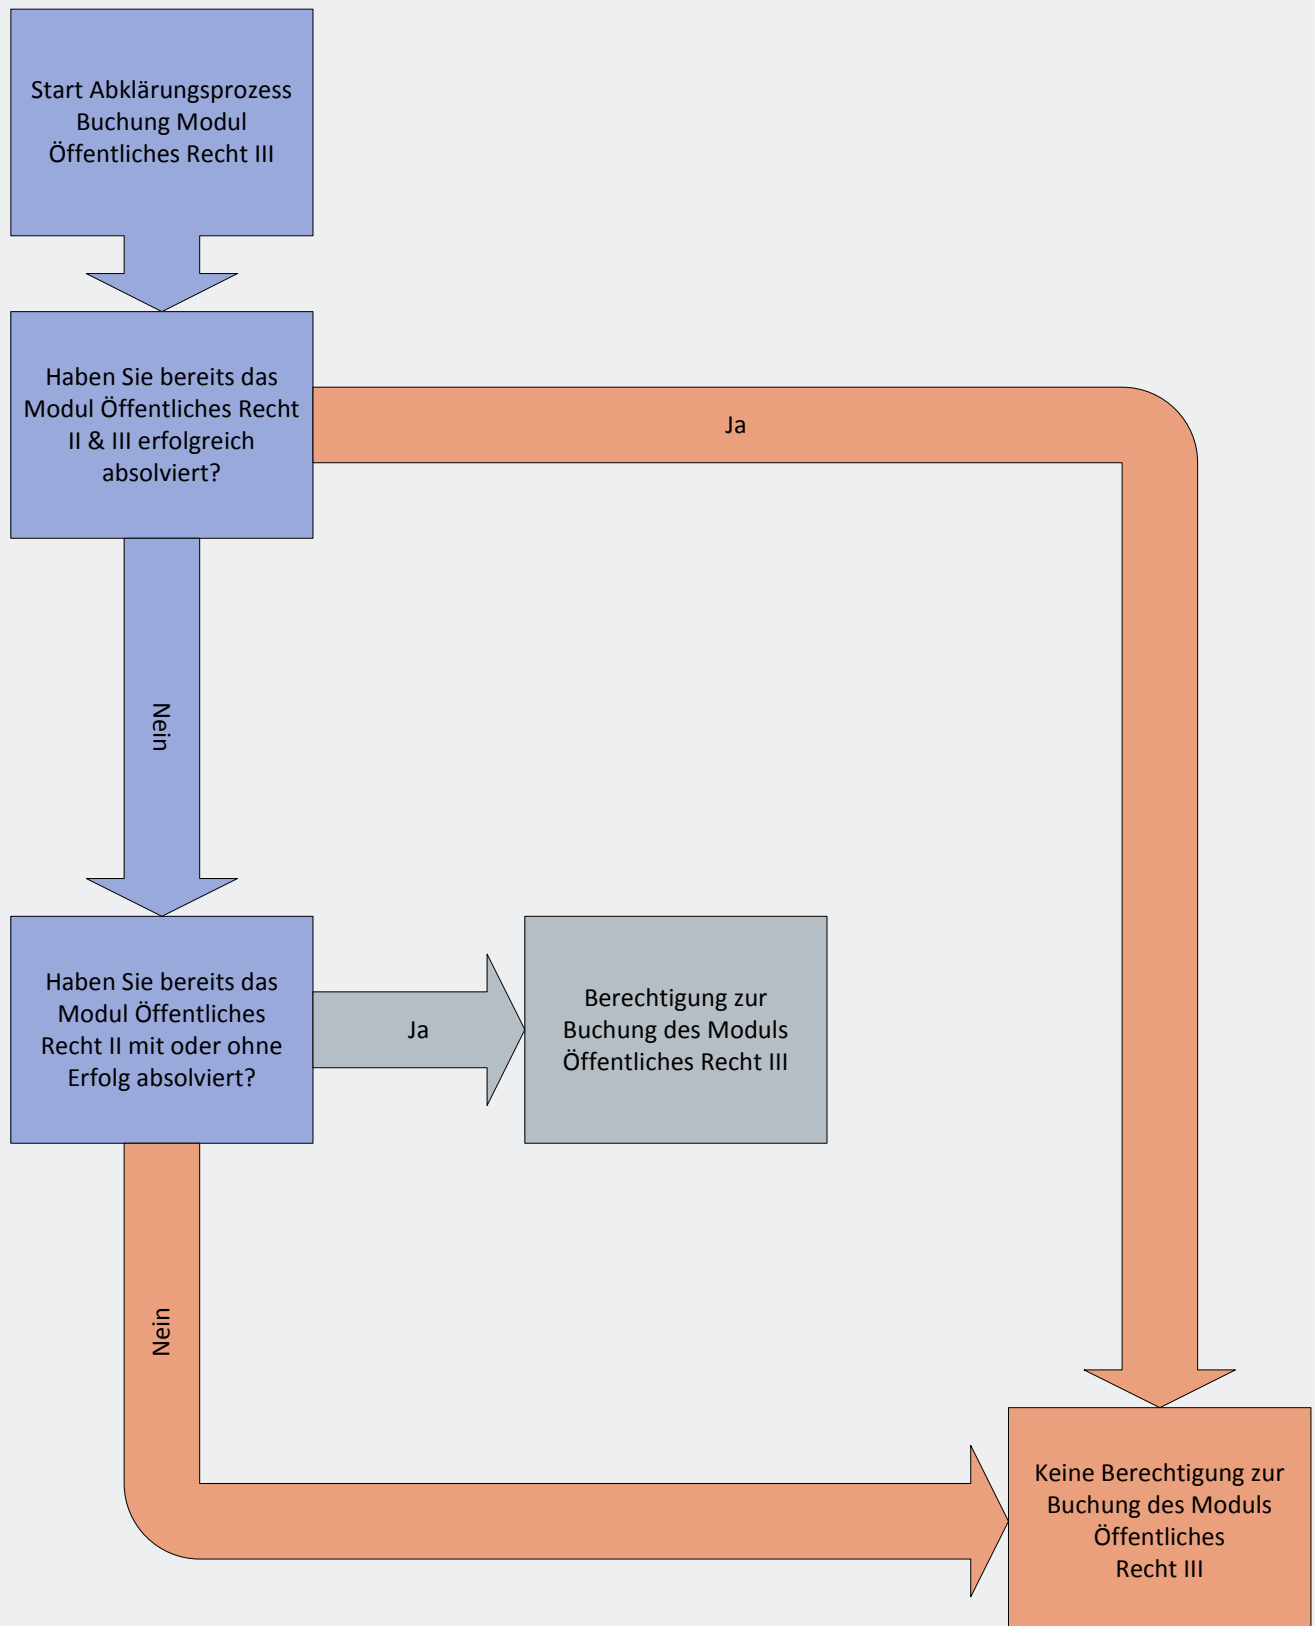 Start Abklärungsprozess
Buchung Modul
Öffentliches Recht III
Haben Sie bereits das
Modul Öffentliches Recht
II & III erfolgreich
absolviert?
Ja
Nein
Haben Sie bereits das
Modul Öffentliches
Recht II mit oder ohne
Erfolg absolviert?
Ja
Berechtigung zur
Buchung des Moduls
Öffentliches Recht III
Nein
Keine Berechtigung zur
Buchung des Moduls
Öffentliches
Recht III